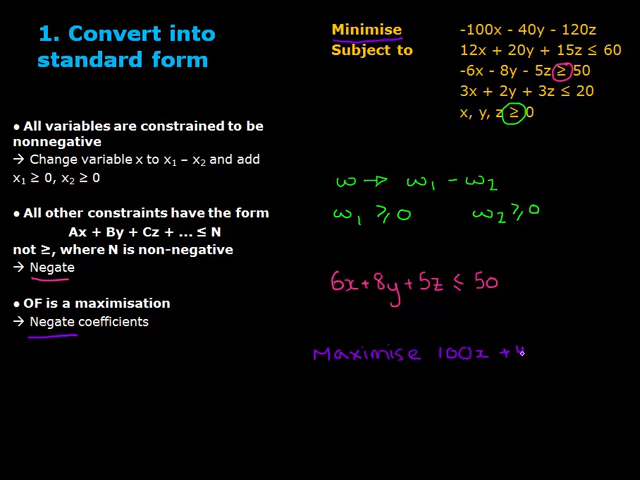 1. Convert into
standard form
Minimise -100x - 40y - 120z
Subject to 12x + 20y + 15z ≤ 60
-6x - 8y - 5z ≥ 50
3x + 2y + 3z ≤ 20
x, y, z ≥ 0
● All variables are constrained to be
nonnegative
→ Change variable x to x₁ – x₂ and add
x₁ ≥ 0, x₂ ≥ 0
● All other constraints have the form
Ax + By + Cz + ... ≤ N
not ≥, where N is non-negative
→ Negate
● OF is a maximisation
→ Negate coefficients
ω → ω₁ - ω₂
ω₁ ≥ 0 ω₂ ≥ 0
6x + 8y + 5z ≤ 50
Maximise 100x + 4